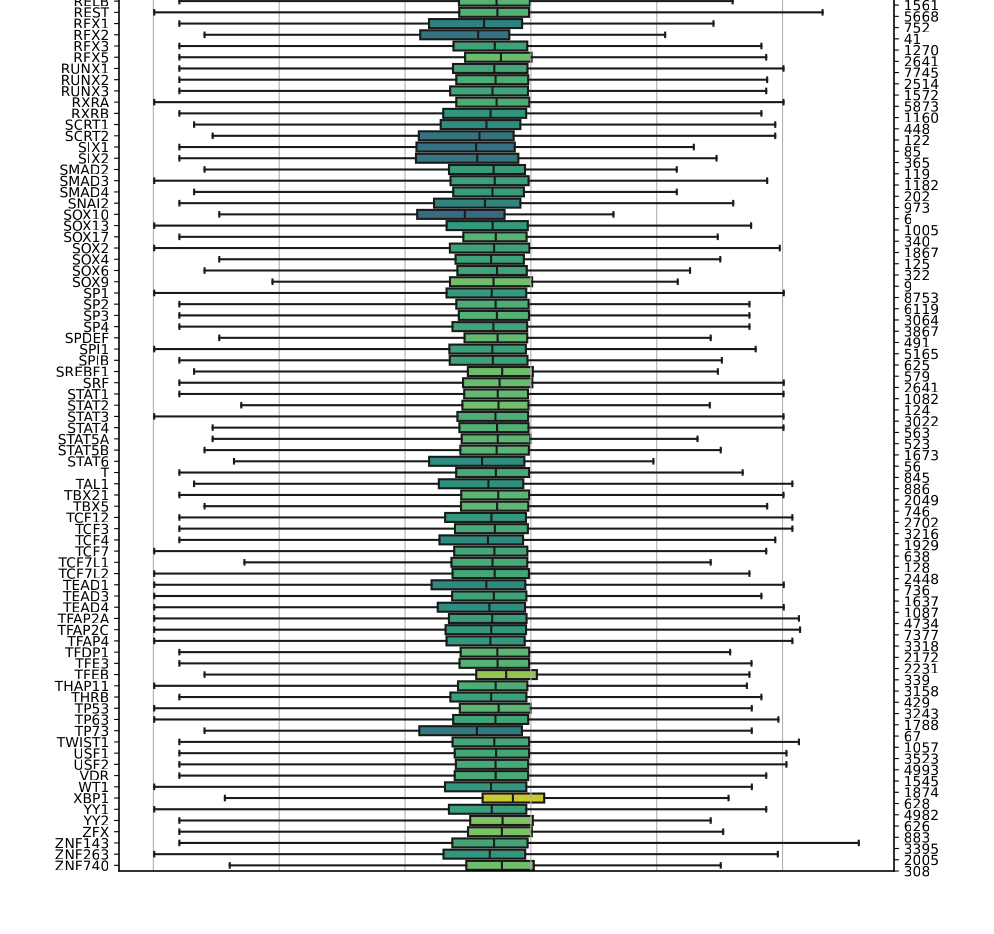 RELB 1561
REST 5668
RFX1 752
RFX2 41
RFX3 1270
RFX5 2641
RUNX1 7745
RUNX2 2514
RUNX3 1572
RXRA 5873
RXRB 1160
SCRT1 448
SCRT2 122
SIX1 85
SIX2 365
SMAD2 119
SMAD3 1182
SMAD4 202
SNAI2 973
SOX10 6
SOX13 1005
SOX17 340
SOX2 1867
SOX4 125
SOX6 322
SOX9 9
SP1 8753
SP2 6119
SP3 3064
SP4 3867
SPDEF 491
SPI1 5165
SPIB 625
SREBF1 579
SRF 2641
STAT1 1082
STAT2 124
STAT3 3022
STAT4 563
STAT5A 523
STAT5B 1673
STAT6 56
T 845
TAL1 886
TBX21 2049
TBX5 746
TCF12 2702
TCF3 3216
TCF4 1929
TCF7 638
TCF7L1 128
TCF7L2 2448
TEAD1 736
TEAD3 1637
TEAD4 1087
TFAP2A 4734
TFAP2C 7377
TFAP4 3318
TFDP1 2172
TFE3 2231
TFEB 339
THAP11 3158
THRB 429
TP53 3243
TP63 1788
TP73 67
TWIST1 1057
USF1 3523
USF2 4993
VDR 1545
WT1 1874
XBP1 628
YY1 4982
YY2 626
ZFX 883
ZNF143 3395
ZNF263 2005
ZNF740 308